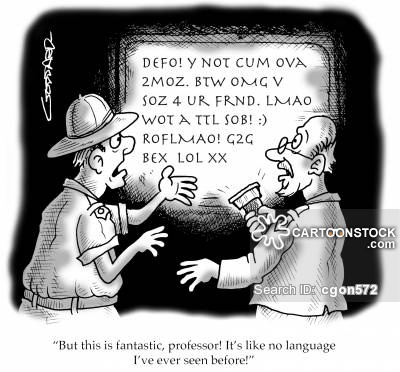 DEFO! Y NOT CUM OVA
2MOZ. BTW OMG V
SOZ 4 UR FRND. LMAO
WOT A TTL SOB! :)
ROFLMAO! G2G
BEX LOL XX
CARTOONSTOCK
.com
Search ID: cgon572
"But this is fantastic, professor! It's like no language
I've ever seen before!"